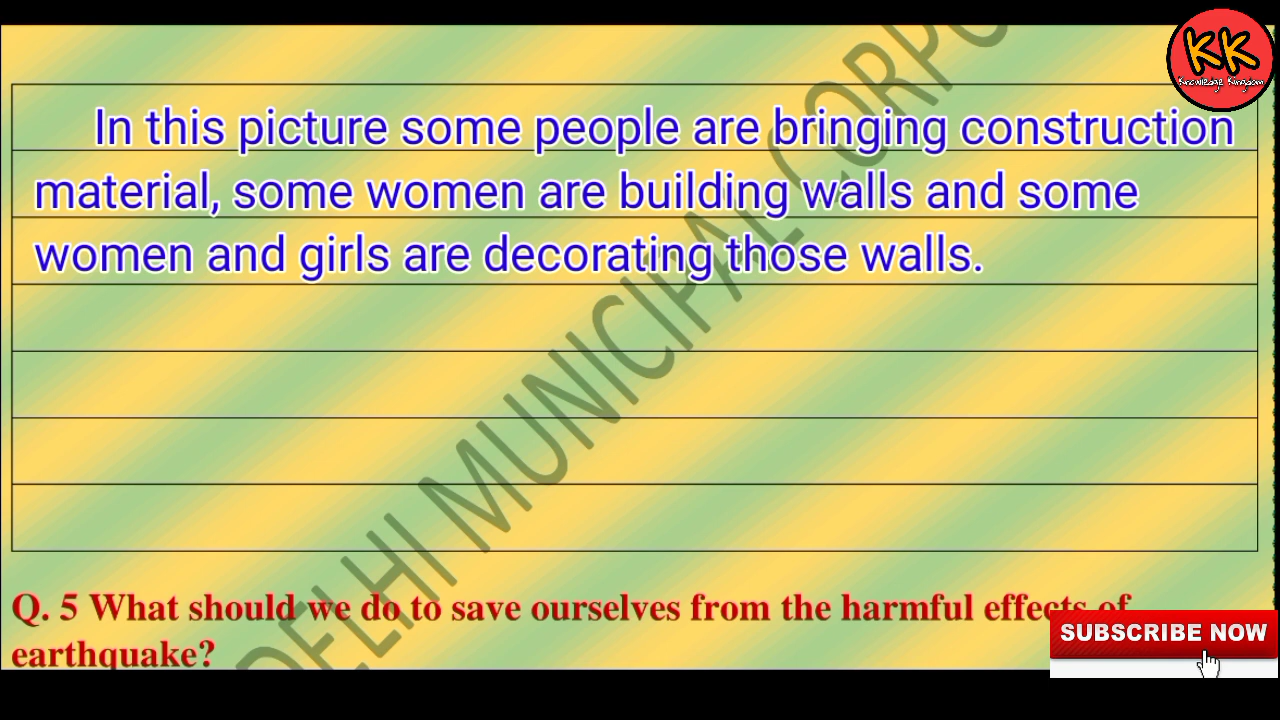 KK
Knowledge Kingdom
In this picture some people are bringing construction
material, some women are building walls and some
women and girls are decorating those walls.
DELHI MUNICIPAL CORPO
Q. 5 What should we do to save ourselves from the harmful effects of
earthquake?
SUBSCRIBE NOW